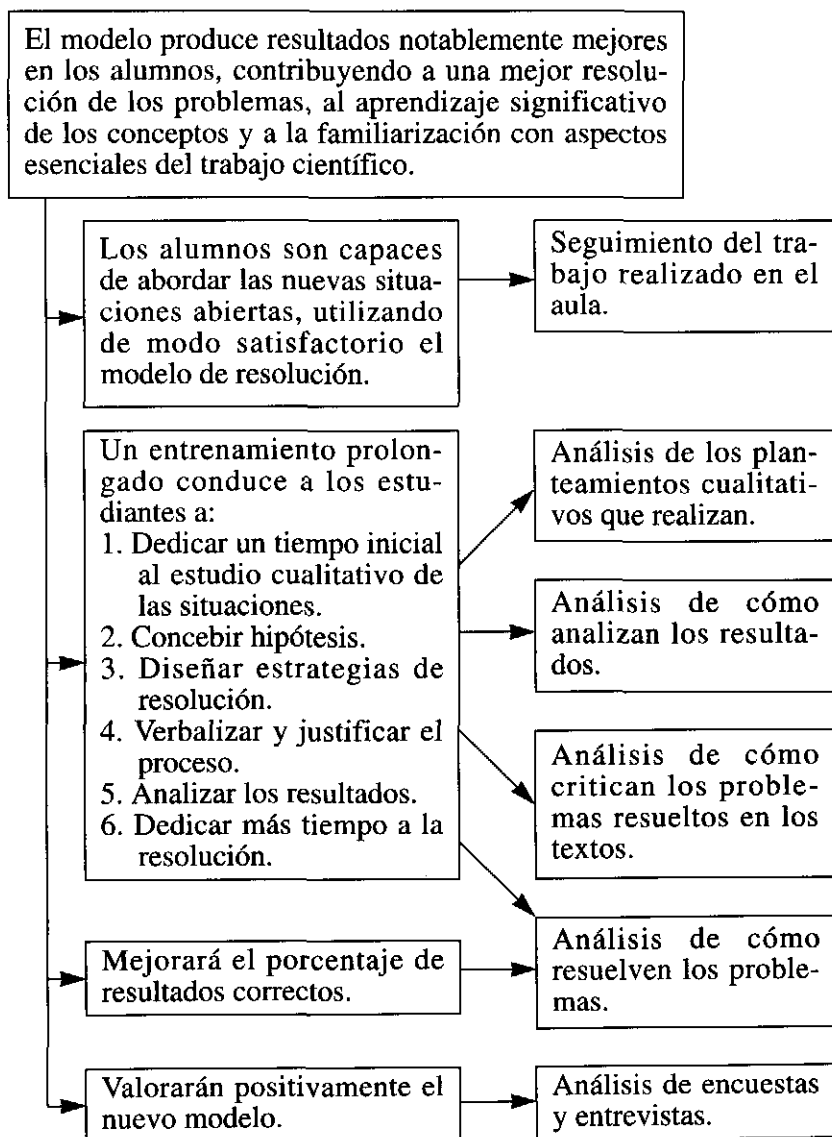 El modelo produce resultados notablemente mejores
en los alumnos, contribuyendo a una mejor resolu-
ción de los problemas, al aprendizaje significativo
de los conceptos y a la familiarización con aspectos
esenciales del trabajo científico.
Los alumnos son capaces
de abordar las nuevas situa-
ciones abiertas, utilizando
de modo satisfactorio el
modelo de resolución.
Seguimiento del tra-
bajo realizado en el
aula.
Un entrenamiento prolon-
gado conduce a los estu-
diantes a:
1. Dedicar un tiempo inicial
al estudio cualitativo de
las situaciones.
2. Concebir hipótesis.
3. Diseñar estrategias de
resolución.
4. Verbalizar y justificar el
proceso.
5. Analizar los resultados.
6. Dedicar más tiempo a la
resolución.
Análisis de los plan-
teamientos cualitati-
vos que realizan.
Análisis de cómo
analizan los resulta-
dos.
Análisis de cómo
critican los proble-
mas resueltos en los
textos.
Mejorará el porcentaje de
resultados correctos.
Análisis de cómo
resuelven los proble-
mas.
Valorarán positivamente el
nuevo modelo.
Análisis de encuestas
y entrevistas.